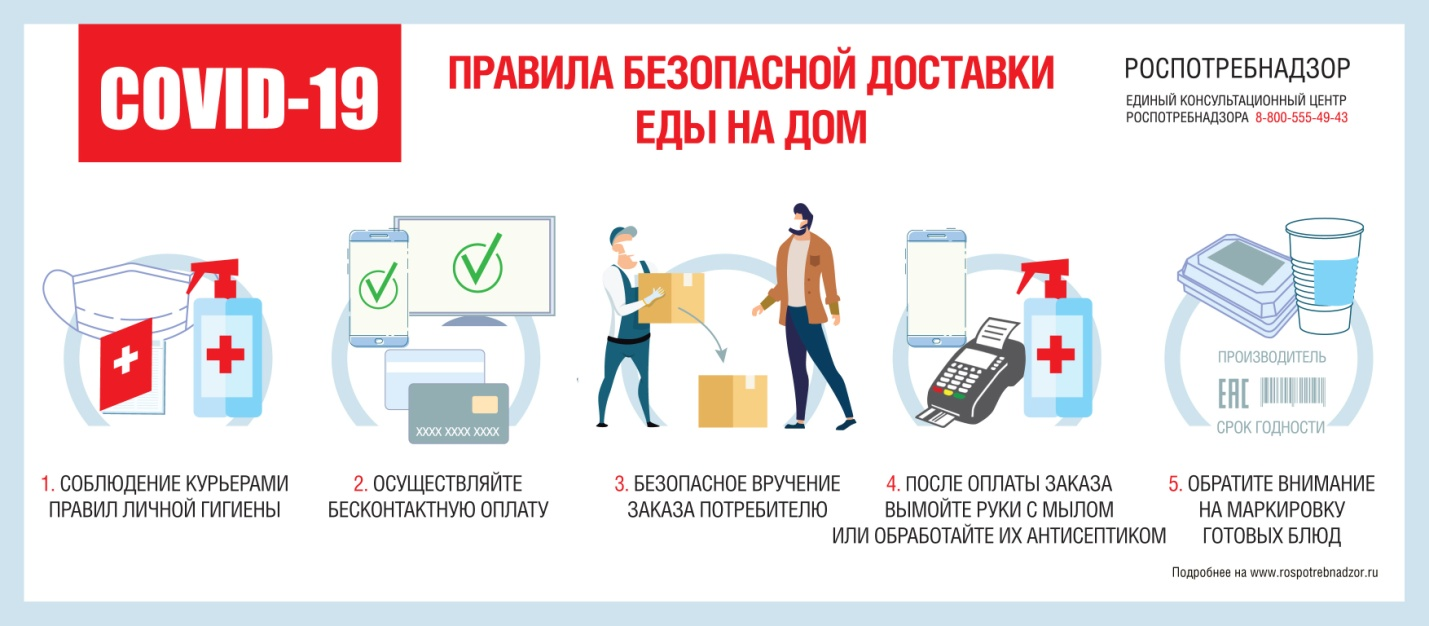 COVID-19
ПРАВИЛА БЕЗОПАСНОЙ ДОСТАВКИ
ЕДЫ НА ДОМ
РОСПОТРЕБНАДЗОР
ЕДИНЫЙ КОНСУЛЬТАЦИОННЫЙ ЦЕНТР
РОСПОТРЕБНАДЗОРА 8-800-555-49-43
XXXX XXXX XXXX
ПРОИЗВОДИТЕЛЬ
EAC
СРОК ГОДНОСТИ
1. СОБЛЮДЕНИЕ КУРЬЕРАМИ
ПРАВИЛ ЛИЧНОЙ ГИГИЕНЫ
2. ОСУЩЕСТВЛЯЙТЕ
БЕСКОНТАКТНУЮ ОПЛАТУ
3. БЕЗОПАСНОЕ ВРУЧЕНИЕ
ЗАКАЗА ПОТРЕБИТЕЛЮ
4. ПОСЛЕ ОПЛАТЫ ЗАКАЗА
ВЫМОЙТЕ РУКИ С МЫЛОМ
ИЛИ ОБРАБОТАЙТЕ ИХ АНТИСЕПТИКОМ
5. ОБРАТИТЕ ВНИМАНИЕ
НА МАРКИРОВКУ
ГОТОВЫХ БЛЮД
Подробнее на www.rospotrebnadzor.ru